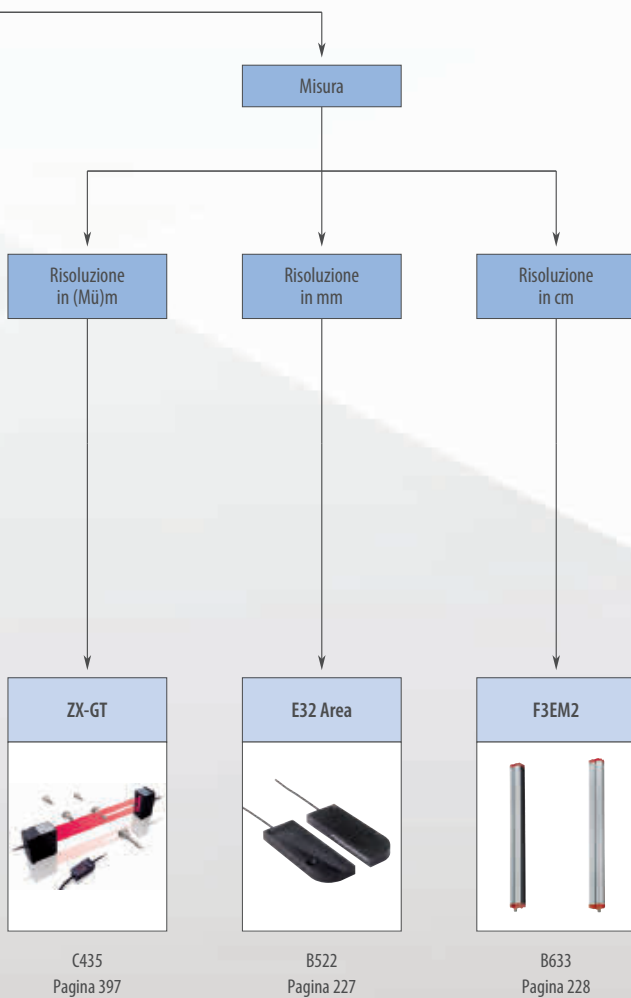 Misura
Risoluzione
in (Mü)m
Risoluzione
in mm
Risoluzione
in cm
ZX-GT
E32 Area
F3EM2
C435
Pagina 397
B522
Pagina 227
B633
Pagina 228